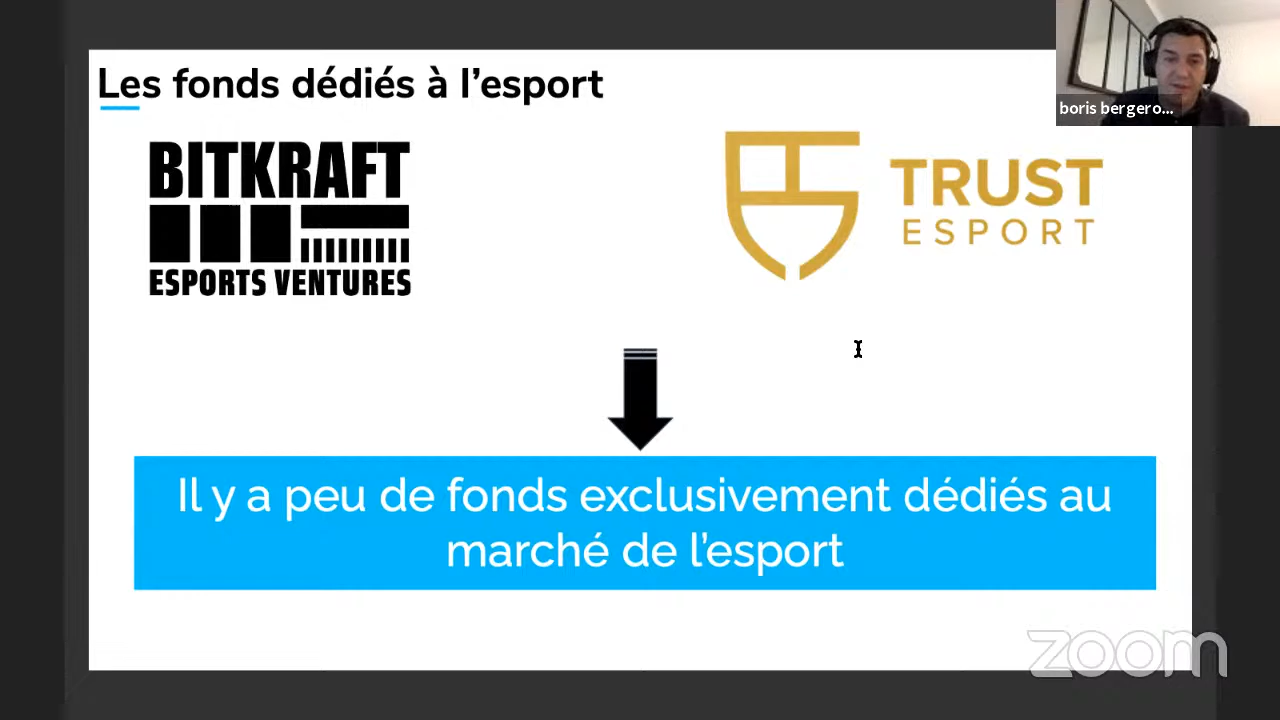 Les fonds dédiés à l'esport
boris bergero...
BITKRAFT
ESPORTS VENTURES
TRUST
ESPORT
Il y a peu de fonds exclusivement dédiés au
marché de l'esport
zoom